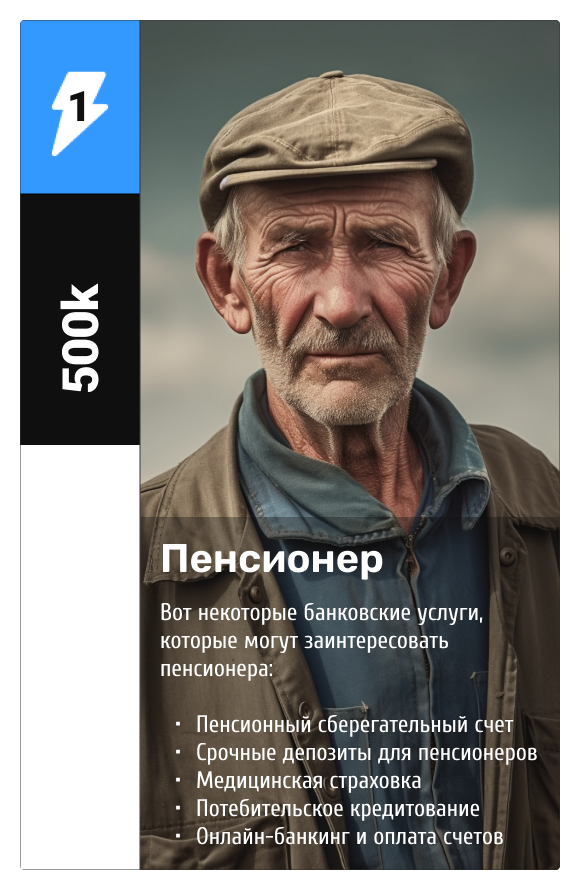 1
500k
Пенсионер
Вот некоторые банковские услуги,
которые могут заинтересовать
пенсионера:
• Пенсионный сберегательный счет
• Срочные депозиты для пенсионеров
• Медицинская страховка
• Потебительское кредитование
• Онлайн-банкинг и оплата счетов